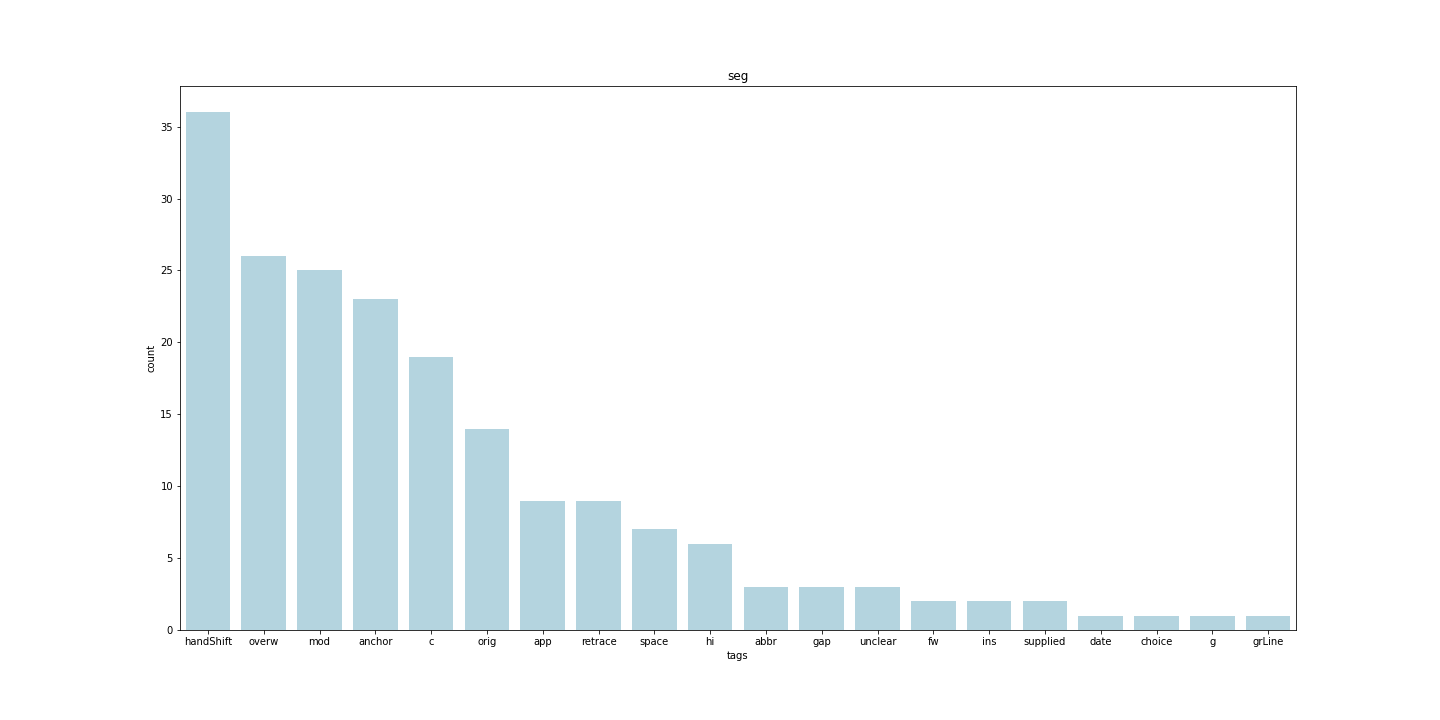 seg
35
30
25
20
15
10
5
0
count
handShift overw mod anchor c orig app retrace space hi abbr gap unclear fw ins supplied date choice g grLine
tags